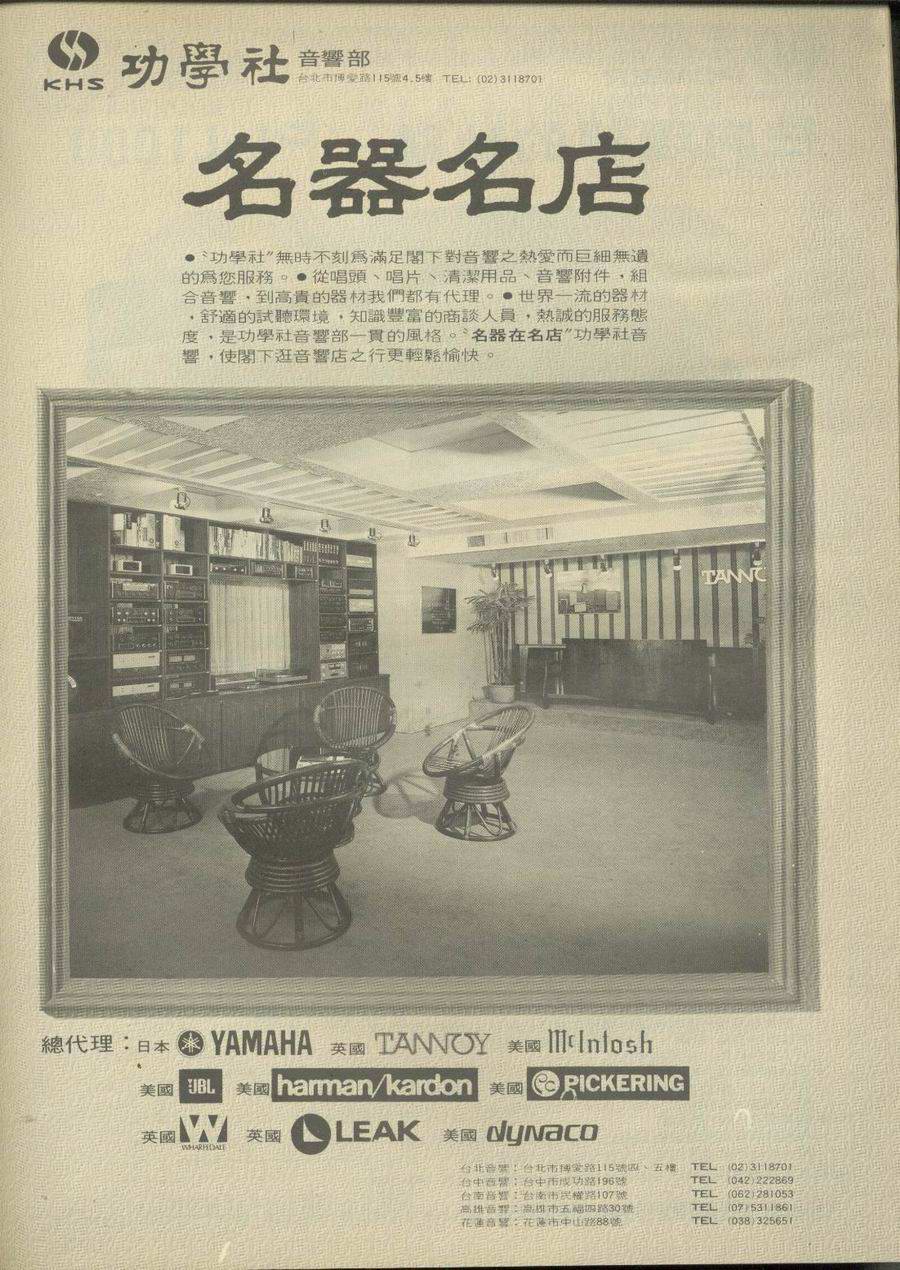 KHS
功學社 音響部
台北市博愛路115號4.5樓 TEL: (02) 3118701
名器名店
●〝功學社〞無時不刻爲滿足閣下對音響之熱愛而巨細無遺
的爲您服務。●從唱頭、唱片、清潔用品、音響附件，組
合音響，到高貴的器材我們都有代理。●世界一流的器材
，舒適的試聽環境，知識豐富的商談人員，熱誠的服務態
度，是功學社音響部一貫的風格。〝名器在名店〞功學社音
響，使閣下逛音響店之行更輕鬆愉快。
TANNO
總代理：日本 YAMAHA 英國 TANNOY 美國 McIntosh
美國 JBL 美國 harman/kardon 美國 PICKERING
英國 W WHARFEDALE 英國 LEAK 美國 dynaco
台北音響：台北市博愛路115號四、五樓 TEL (02)3118701
台中音響：台中市成功路196號 TEL (042)222869
台南音響：台南市民權路107號 TEL (062)281053
高雄音響：高雄市五福四路30號 TEL (07)5311861
花蓮音響：花蓮市中山路88號 TEL (038)325651